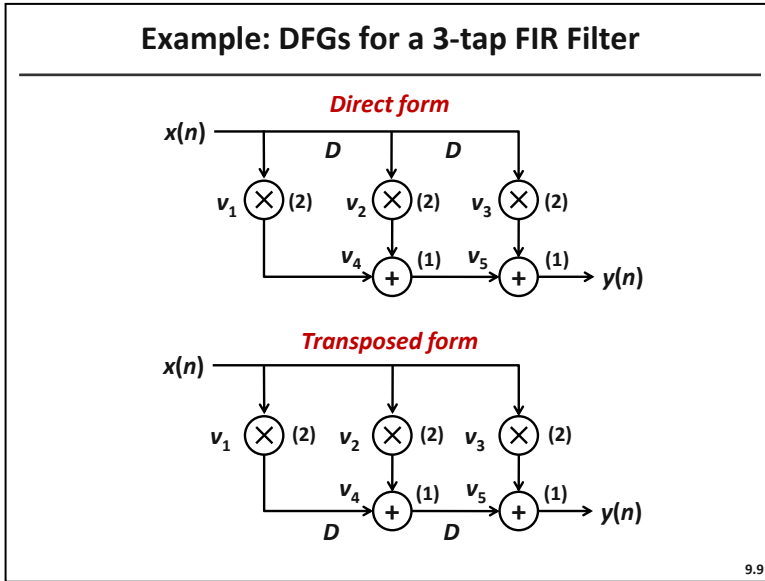 Example: DFGs for a 3-tap FIR Filter
Direct form
x(n)
D D
v1 × (2) v2 × (2) v3 × (2)
v4 + (1) v5 + (1) y(n)
Transposed form
x(n)
v1 × (2) v2 × (2) v3 × (2)
v4 + (1) v5 + (1) y(n)
D D
9.9